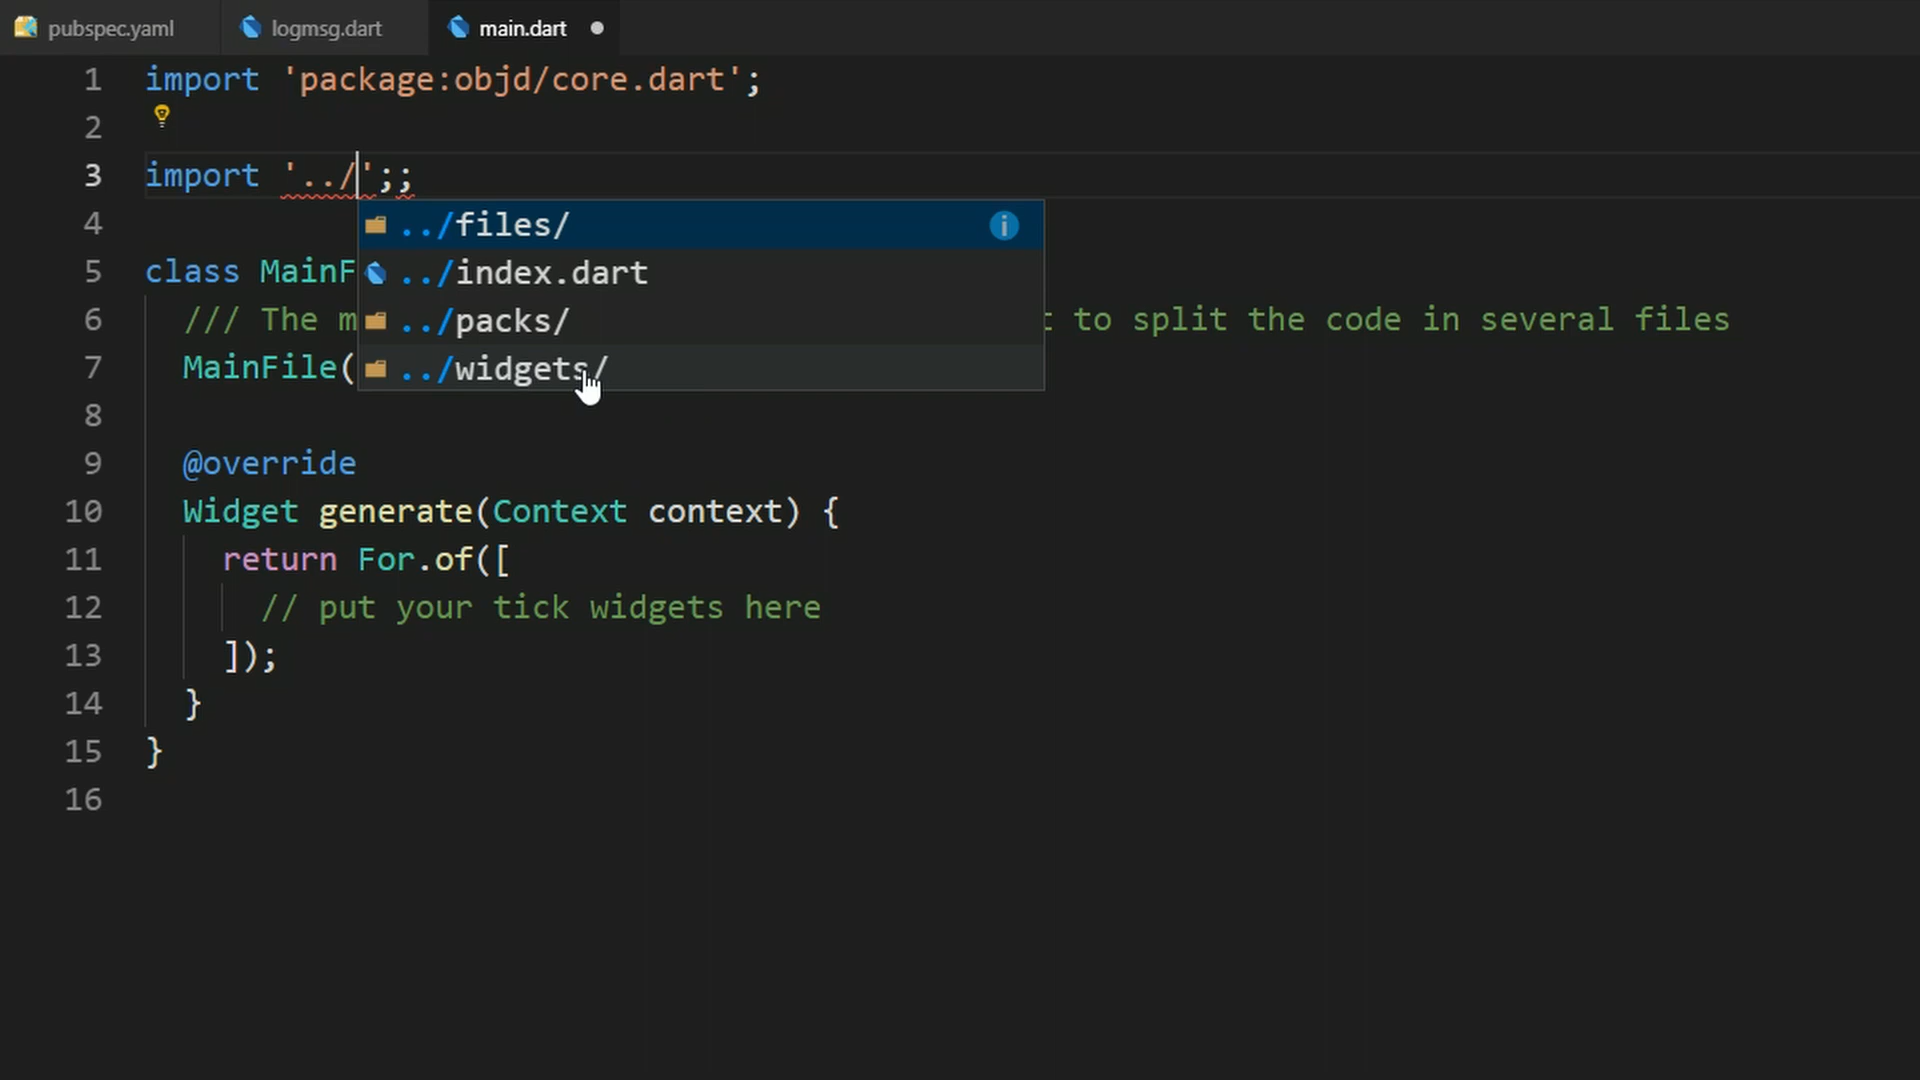 pubspec.yaml logmsg.dart main.dart
1 import 'package:objd/core.dart';
2
3 import '../';;
4 ../files/
5 class MainF ../index.dart
6 /// The m ../packs/ to split the code in several files
7 MainFile( ../widgets/
8
9 @override
10 Widget generate(Context context) {
11 return For.of([
12 // put your tick widgets here
13 ]);
14 }
15 }
16